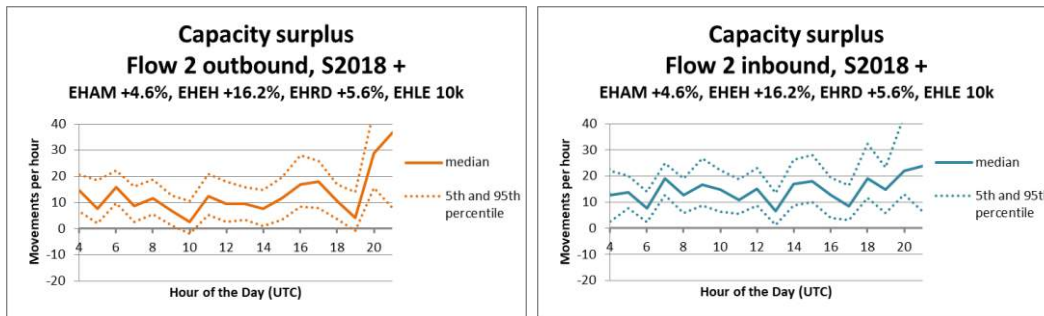 Capacity surplus
Flow 2 outbound, S2018 +
EHAM +4.6%, EHEH +16.2%, EHRD +5.6%, EHLE 10k
Movements per hour
40
30
20
10
0
-10
-20
4
6
8
10
12
14
16
18
20
Hour of the Day (UTC)
median
5th and 95th
percentile
Capacity surplus
Flow 2 inbound, S2018 +
EHAM +4.6%, EHEH +16.2%, EHRD +5.6%, EHLE 10k
Movements per hour
40
30
20
10
0
-10
-20
4
6
8
10
12
14
16
18
20
Hour of the Day (UTC)
median
5th and 95th
percentile